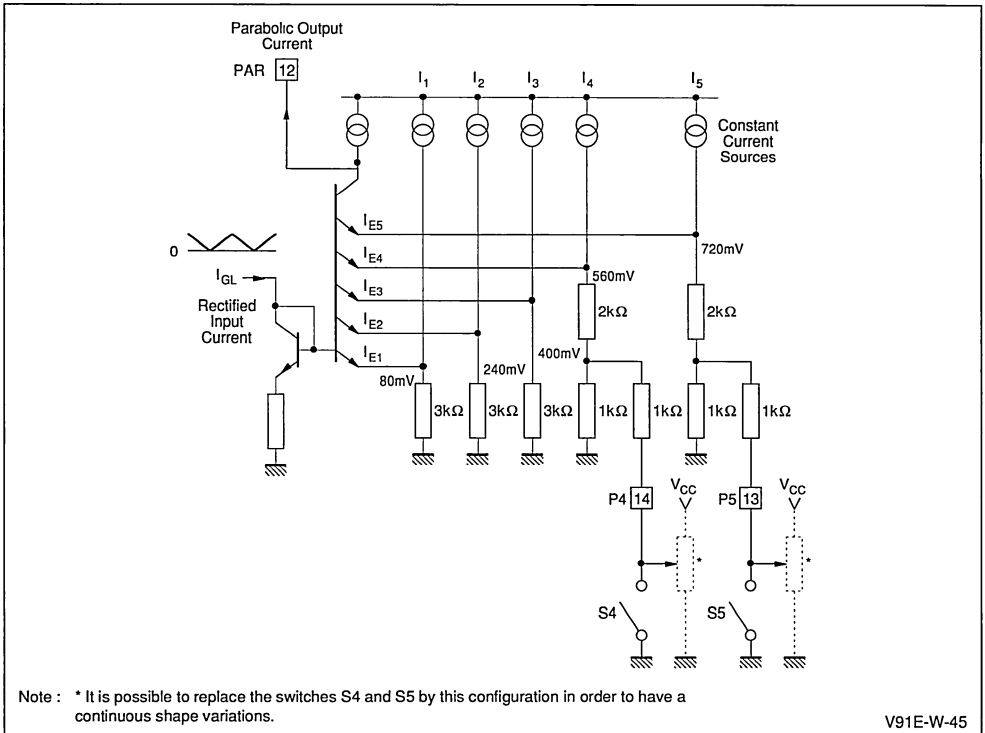 Parabolic Output
Current
PAR 12
I1 I2 I3 I4 I5
Constant
Current
Sources
IE5
720mV
0
IE4
560mV
IGL
IE3
2kΩ 2kΩ
Rectified
Input
Current
IE2
400mV
IE1
240mV
80mV
3kΩ 3kΩ 3kΩ 1kΩ 1kΩ 1kΩ 1kΩ
P4 14 VCC P5 13 VCC
* *
S4 S5
Note : * It is possible to replace the switches S4 and S5 by this configuration in order to have a
continuous shape variations.
V91E-W-45